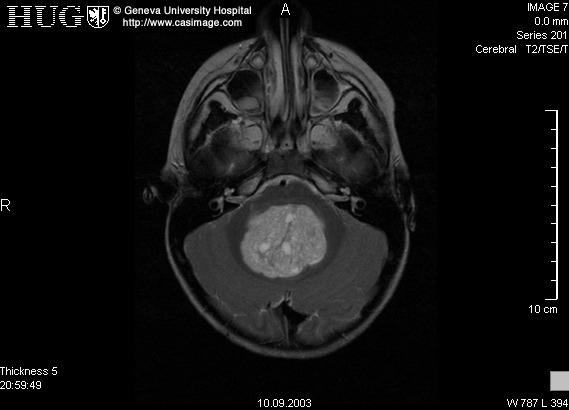 HUG © Geneva University Hospital
www.casimage.com
A
IMAGE 7
0.0 mm
Series 201
Cerebral T2/TSE/T
R
10 cm
Thickness 5
20:59:49
10.09.2003
W 787 L 394